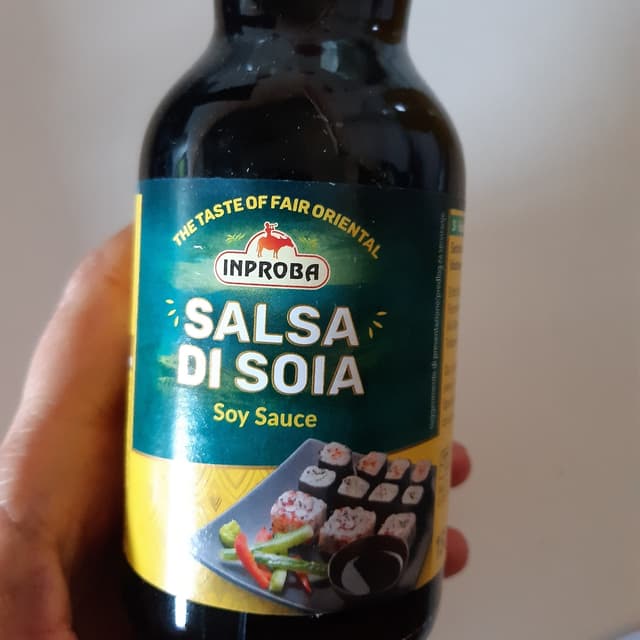 THE TASTE OF FAIR ORIENTAL
INPROBA
SALSA
DI SOIA
Soy Sauce